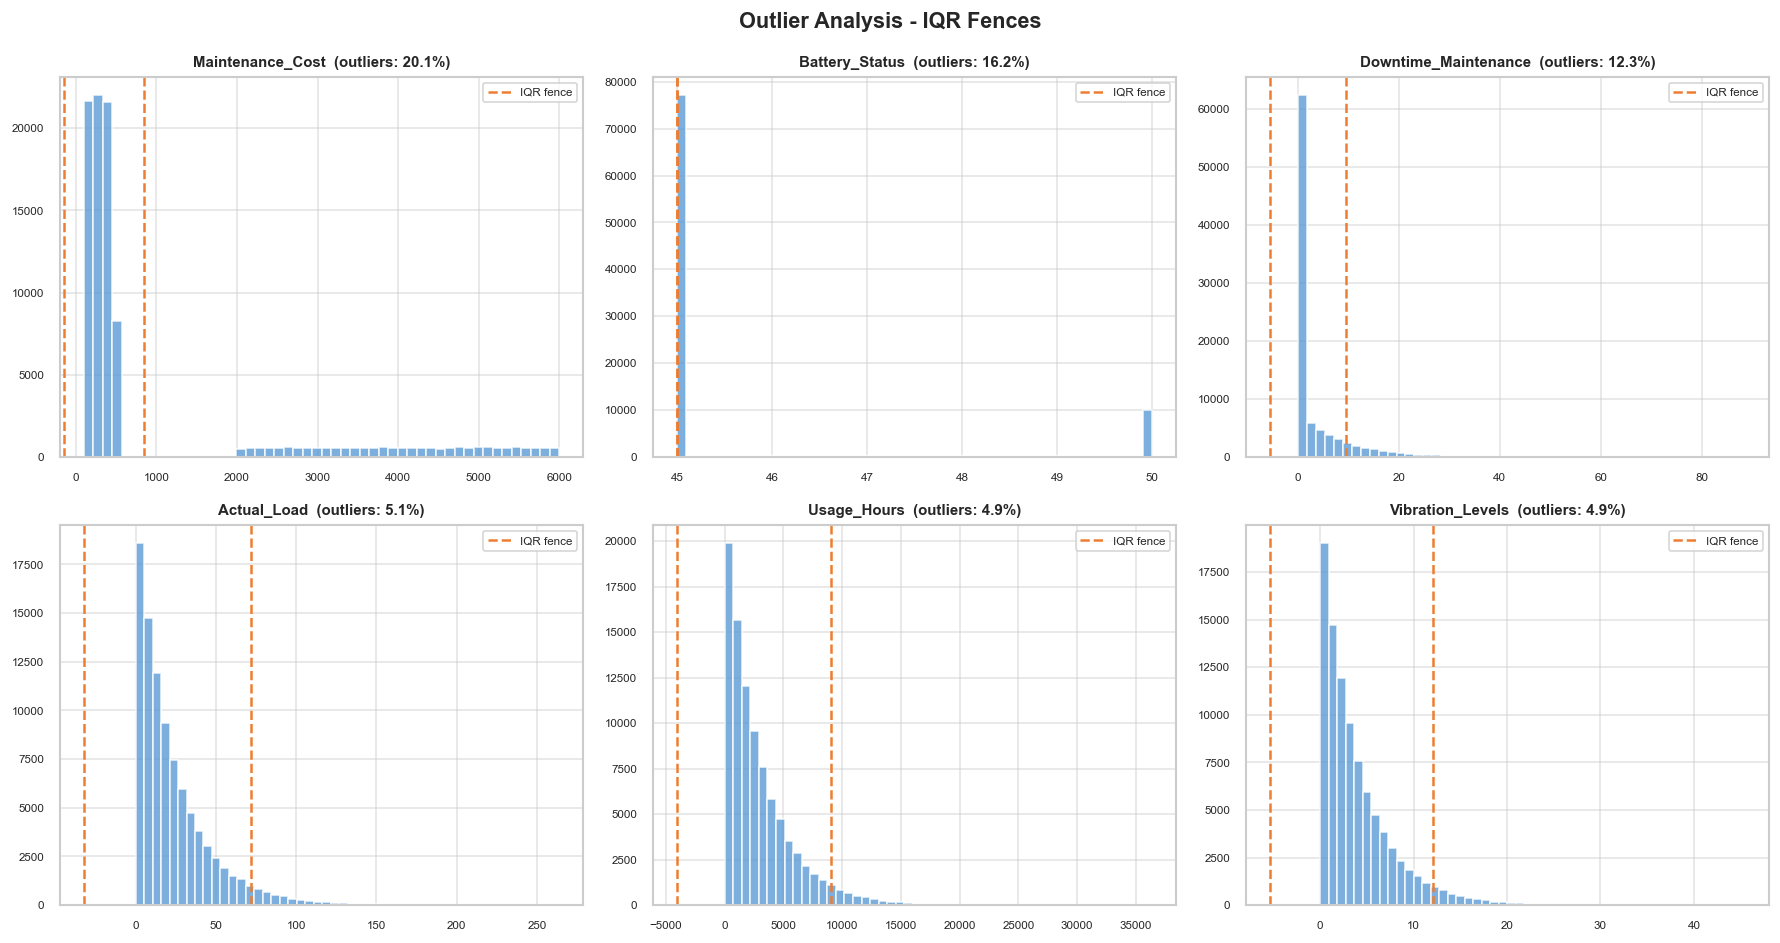 Outlier Analysis - IQR Fences
Maintenance_Cost (outliers: 20.1%)
IQR fence
20000
15000
10000
5000
0
0 1000 2000 3000 4000 5000 6000
Battery_Status (outliers: 16.2%)
IQR fence
80000
70000
60000
50000
40000
30000
20000
10000
0
45 46 47 48 49 50
Downtime_Maintenance (outliers: 12.3%)
IQR fence
60000
50000
40000
30000
20000
10000
0
0 20 40 60 80
Actual_Load (outliers: 5.1%)
IQR fence
17500
15000
12500
10000
7500
5000
2500
0
0 50 100 150 200 250
Usage_Hours (outliers: 4.9%)
IQR fence
20000
17500
15000
12500
10000
7500
5000
2500
0
−5000 0 5000 10000 15000 20000 25000 30000 35000
Vibration_Levels (outliers: 4.9%)
IQR fence
17500
15000
12500
10000
7500
5000
2500
0
0 10 20 30 40